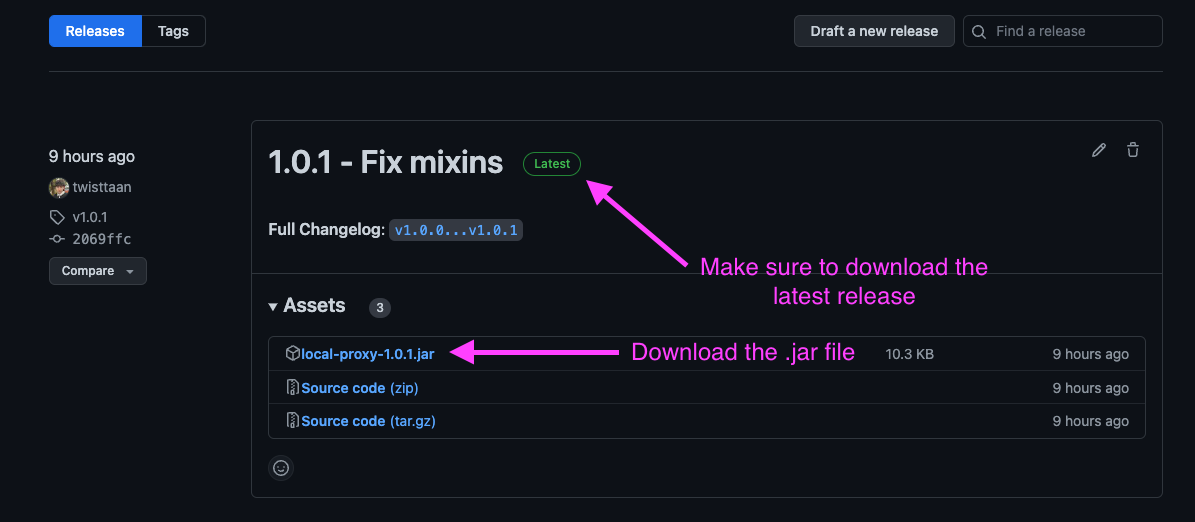 Releases
Tags
Draft a new release
Find a release
9 hours ago
twisttaan
v1.0.1
2069ffc
Compare
1.0.1 - Fix mixins
Latest
Full Changelog: v1.0.0...v1.0.1
Make sure to download the
latest release
Assets 3
local-proxy-1.0.1.jar
Download the .jar file
10.3 KB
9 hours ago
Source code (zip)
9 hours ago
Source code (tar.gz)
9 hours ago